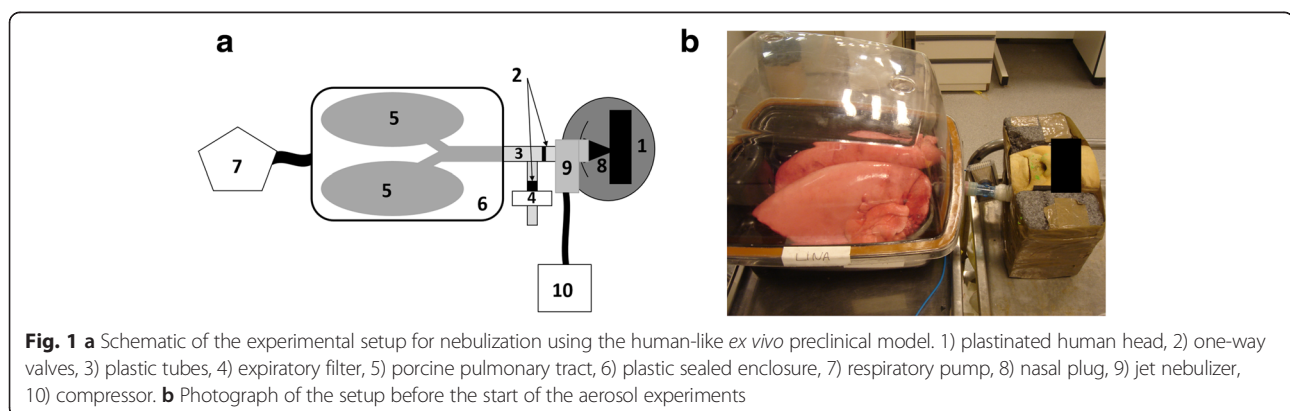 a
b
2
5
7
3
1
8
9
5
6
4
10
LINA
Fig. 1 a Schematic of the experimental setup for nebulization using the human-like ex vivo preclinical model. 1) plastinated human head, 2) one-way
valves, 3) plastic tubes, 4) expiratory filter, 5) porcine pulmonary tract, 6) plastic sealed enclosure, 7) respiratory pump, 8) nasal plug, 9) jet nebulizer,
10) compressor. b Photograph of the setup before the start of the aerosol experiments